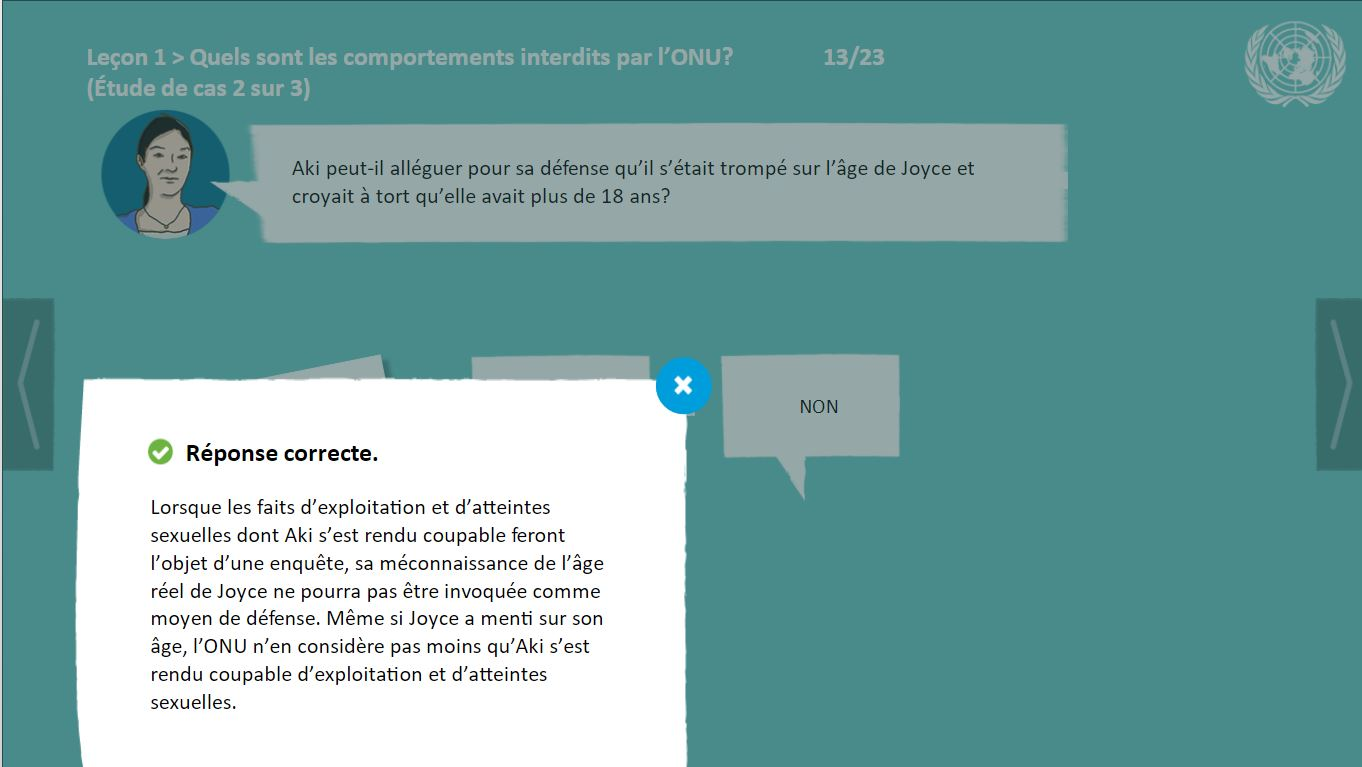 Leçon 1 > Quels sont les comportements interdits par l’ONU?
13/23
(Étude de cas 2 sur 3)
Aki peut-il alléguer pour sa défense qu’il s’était trompé sur l’âge de Joyce et
croyait à tort qu’elle avait plus de 18 ans?
NON
Réponse correcte.
Lorsque les faits d’exploitation et d’atteintes
sexuelles dont Aki s’est rendu coupable feront
l’objet d’une enquête, sa méconnaissance de l’âge
réel de Joyce ne pourra pas être invoquée comme
moyen de défense. Même si Joyce a menti sur son
âge, l’ONU n’en considère pas moins qu’Aki s’est
rendu coupable d’exploitation et d’atteintes
sexuelles.